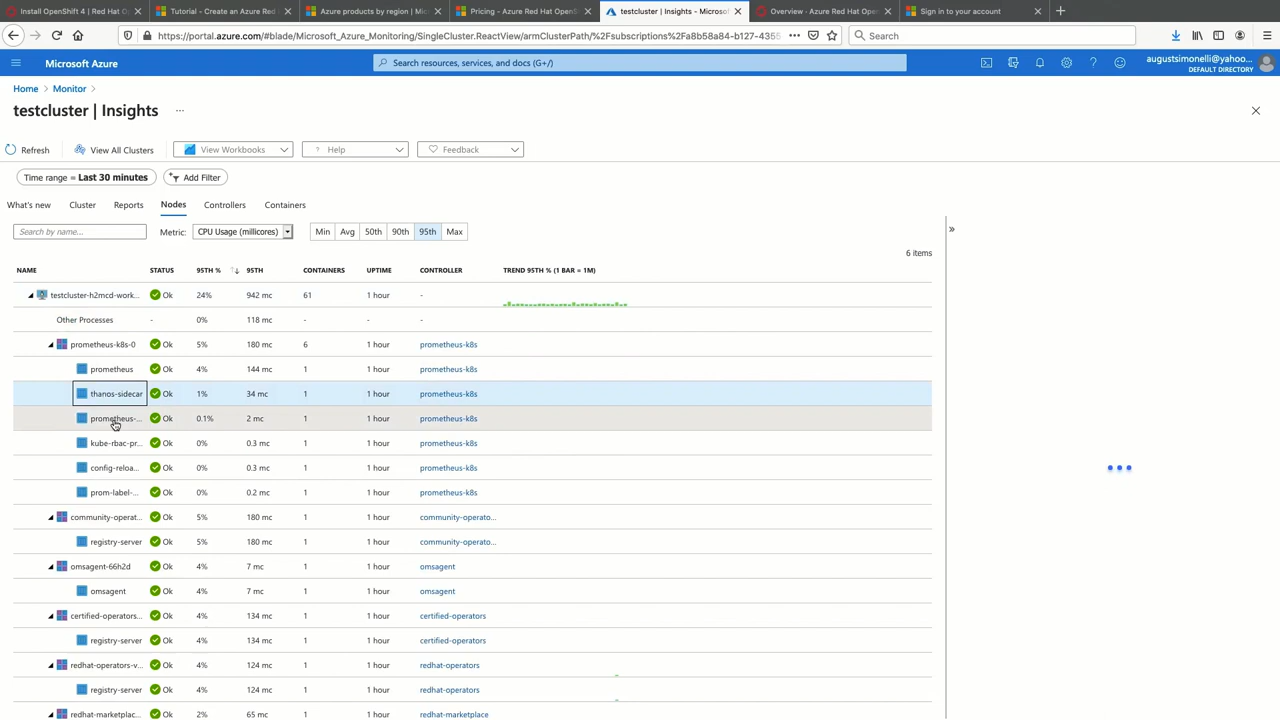 Install OpenShift 4 | Red Hat O
Tutorial - Create an Azure Red
Azure products by region | Mic
Pricing - Azure Red Hat OpenSh
testcluster | Insights - Microsof
Overview - Azure Red Hat Open
Sign in to your account
https://portal.azure.com/#blade/Microsoft_Azure_Monitoring/SingleCluster.ReactView/armClusterPath/%2Fsubscriptions%2Fa8b58a84-b127-4355
Search
Microsoft Azure
Search resources, services, and docs (G+/)
augustsimonelli@yahoo...
DEFAULT DIRECTORY
Home > Monitor >
testcluster | Insights ...
Refresh View All Clusters View Workbooks ? Help Feedback
Time range = Last 30 minutes Add Filter
What's new Cluster Reports Nodes Controllers Containers
Search by name... Metric: CPU Usage (millicores) Min Avg 50th 90th 95th Max
6 items
NAME STATUS 95TH % 95TH CONTAINERS UPTIME CONTROLLER TREND 95TH % (1 BAR = 1M)
testcluster-h2mcd-work... Ok 24% 942 mc 61 1 hour -
Other Processes - 0% 118 mc - - -
prometheus-k8s-0 Ok 5% 180 mc 6 1 hour prometheus-k8s
prometheus Ok 4% 144 mc 1 1 hour prometheus-k8s
thanos-sidecar Ok 1% 34 mc 1 1 hour prometheus-k8s
prometheus-... Ok 0.1% 2 mc 1 1 hour prometheus-k8s
kube-rbac-pr... Ok 0% 0.3 mc 1 1 hour prometheus-k8s
config-reloa... Ok 0% 0.3 mc 1 1 hour prometheus-k8s
prom-label-... Ok 0% 0.2 mc 1 1 hour prometheus-k8s
community-operat... Ok 5% 180 mc 1 1 hour community-operato...
registry-server Ok 5% 180 mc 1 1 hour community-operato...
omsagent-66h2d Ok 4% 7 mc 1 1 hour omsagent
omsagent Ok 4% 7 mc 1 1 hour omsagent
certified-operators... Ok 4% 134 mc 1 1 hour certified-operators
registry-server Ok 4% 134 mc 1 1 hour certified-operators
redhat-operators-v... Ok 4% 124 mc 1 1 hour redhat-operators
registry-server Ok 4% 124 mc 1 1 hour redhat-operators
redhat-marketplac... Ok 2% 65 mc 1 1 hour redhat-marketplace